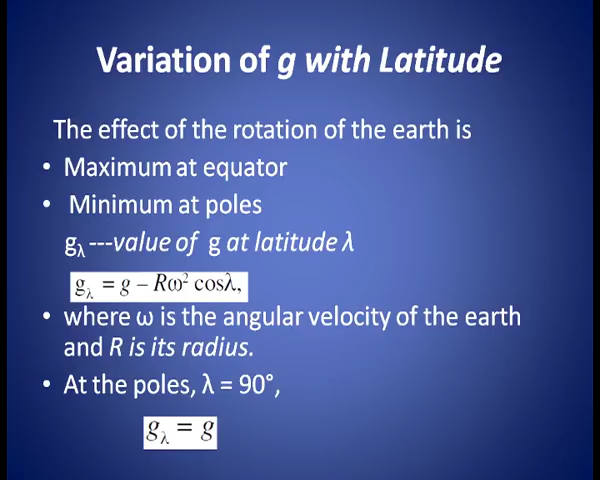 Variation of g with Latitude
The effect of the rotation of the earth is
• Maximum at equator
• Minimum at poles
gλ ---value of g at latitude λ
gλ = g – Rω² cosλ,
• where ω is the angular velocity of the earth
and R is its radius.
• At the poles, λ = 90°,
gλ = g